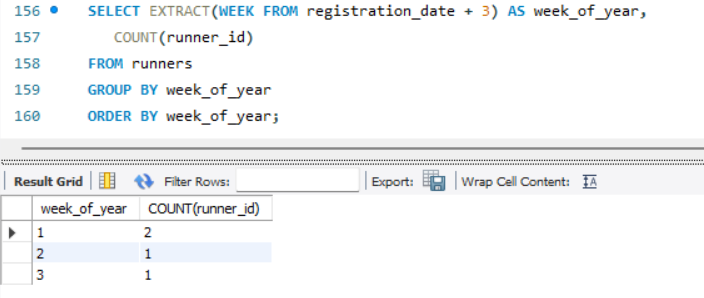 156 SELECT EXTRACT(WEEK FROM registration_date + 3) AS week_of_year,
157 COUNT(runner_id)
158 FROM runners
159 GROUP BY week_of_year
160 ORDER BY week_of_year;
Result Grid Filter Rows: Export: Wrap Cell Content: IA
week_of_year COUNT(runner_id)
1 2
2 1
3 1